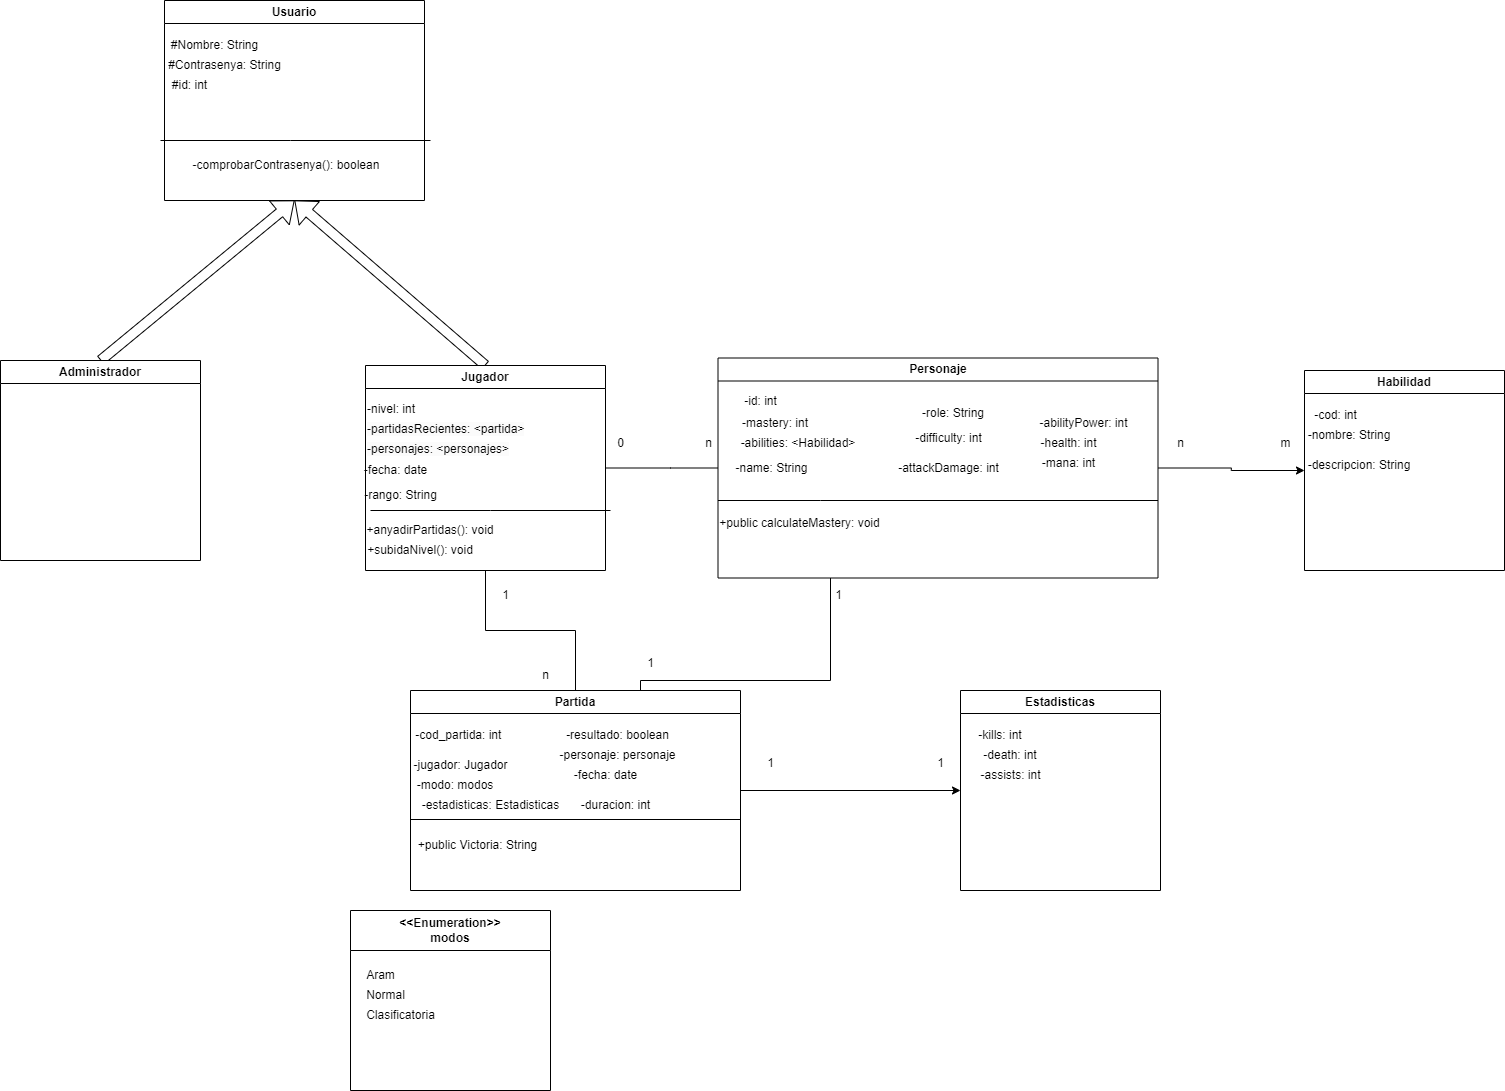 Usuario
#Nombre: String
#Contrasenya: String
#id: int
-comprobarContrasenya(): boolean
Administrador
Jugador
-nivel: int
-partidasRecientes: <partida>
-personajes: <personajes>
-fecha: date
-rango: String
+anyadirPartidas(): void
+subidaNivel(): void
0
n
Personaje
-id: int
-mastery: int
-abilities: <Habilidad>
-name: String
-role: String
-difficulty: int
-attackDamage: int
-abilityPower: int
-health: int
-mana: int
+public calculateMastery: void
n
m
Habilidad
-cod: int
-nombre: String
-descripcion: String
1
n
1
1
Partida
-cod_partida: int
-jugador: Jugador
-modo: modos
-estadisticas: Estadisticas
-resultado: boolean
-personaje: personaje
-fecha: date
-duracion: int
+public Victoria: String
1
1
Estadisticas
-kills: int
-death: int
-assists: int
<<Enumeration>>
modos
Aram
Normal
Clasificatoria